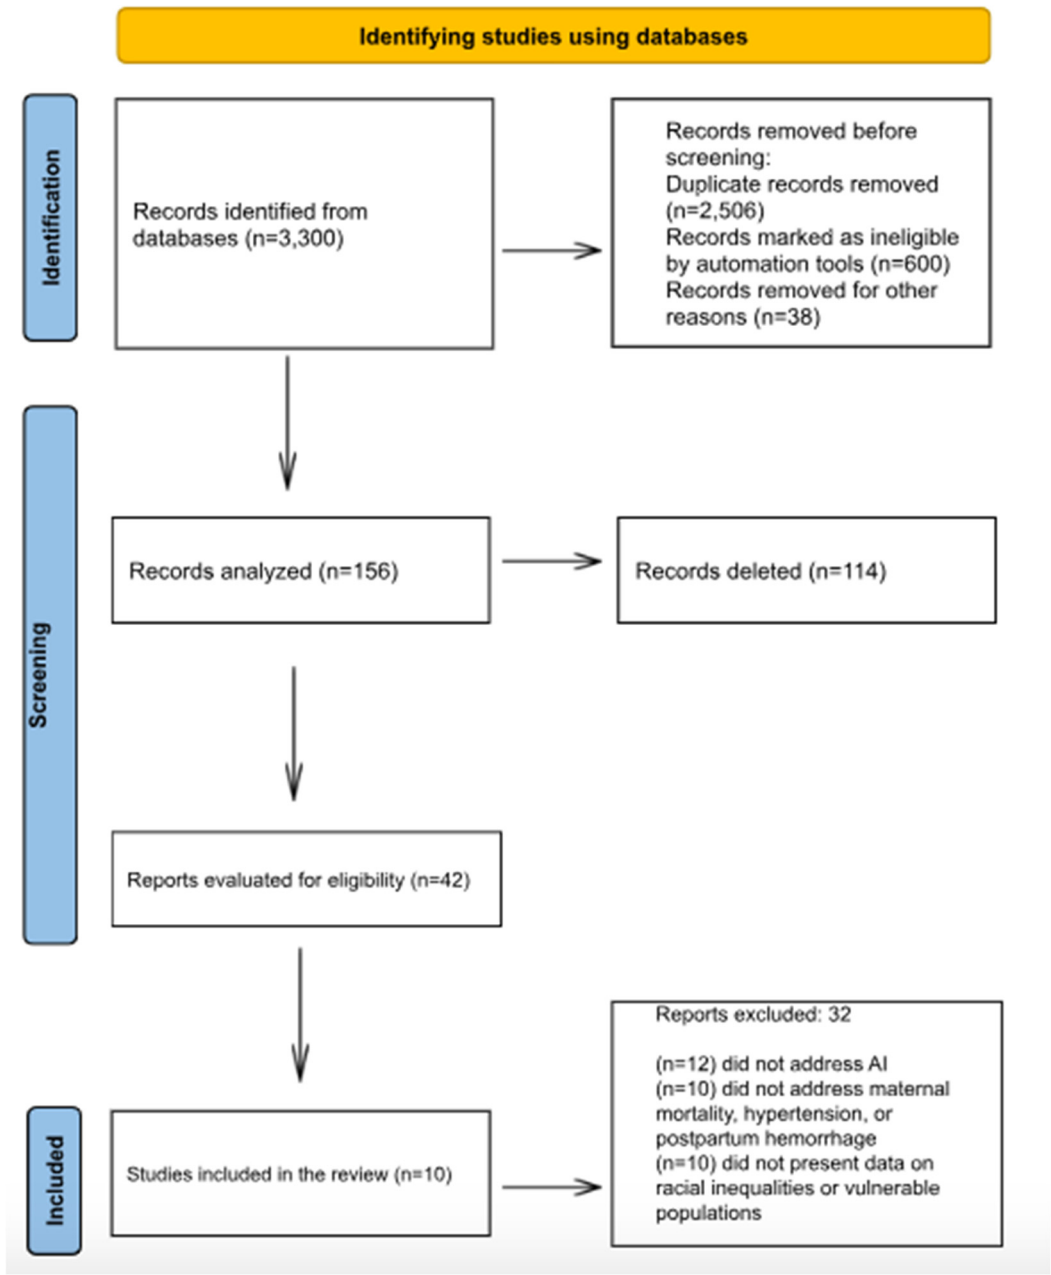 Identifying studies using databases
Identification
Records identified from
databases (n=3,300)
Records removed before
screening:
Duplicate records removed
(n=2,506)
Records marked as ineligible
by automation tools (n=600)
Records removed for other
reasons (n=38)
Screening
Records analyzed (n=156)
Records deleted (n=114)
Reports evaluated for eligibility (n=42)
Included
Studies included in the review (n=10)
Reports excluded: 32
(n=12) did not address AI
(n=10) did not address maternal
mortality, hypertension, or
postpartum hemorrhage
(n=10) did not present data on
racial inequalities or vulnerable
populations